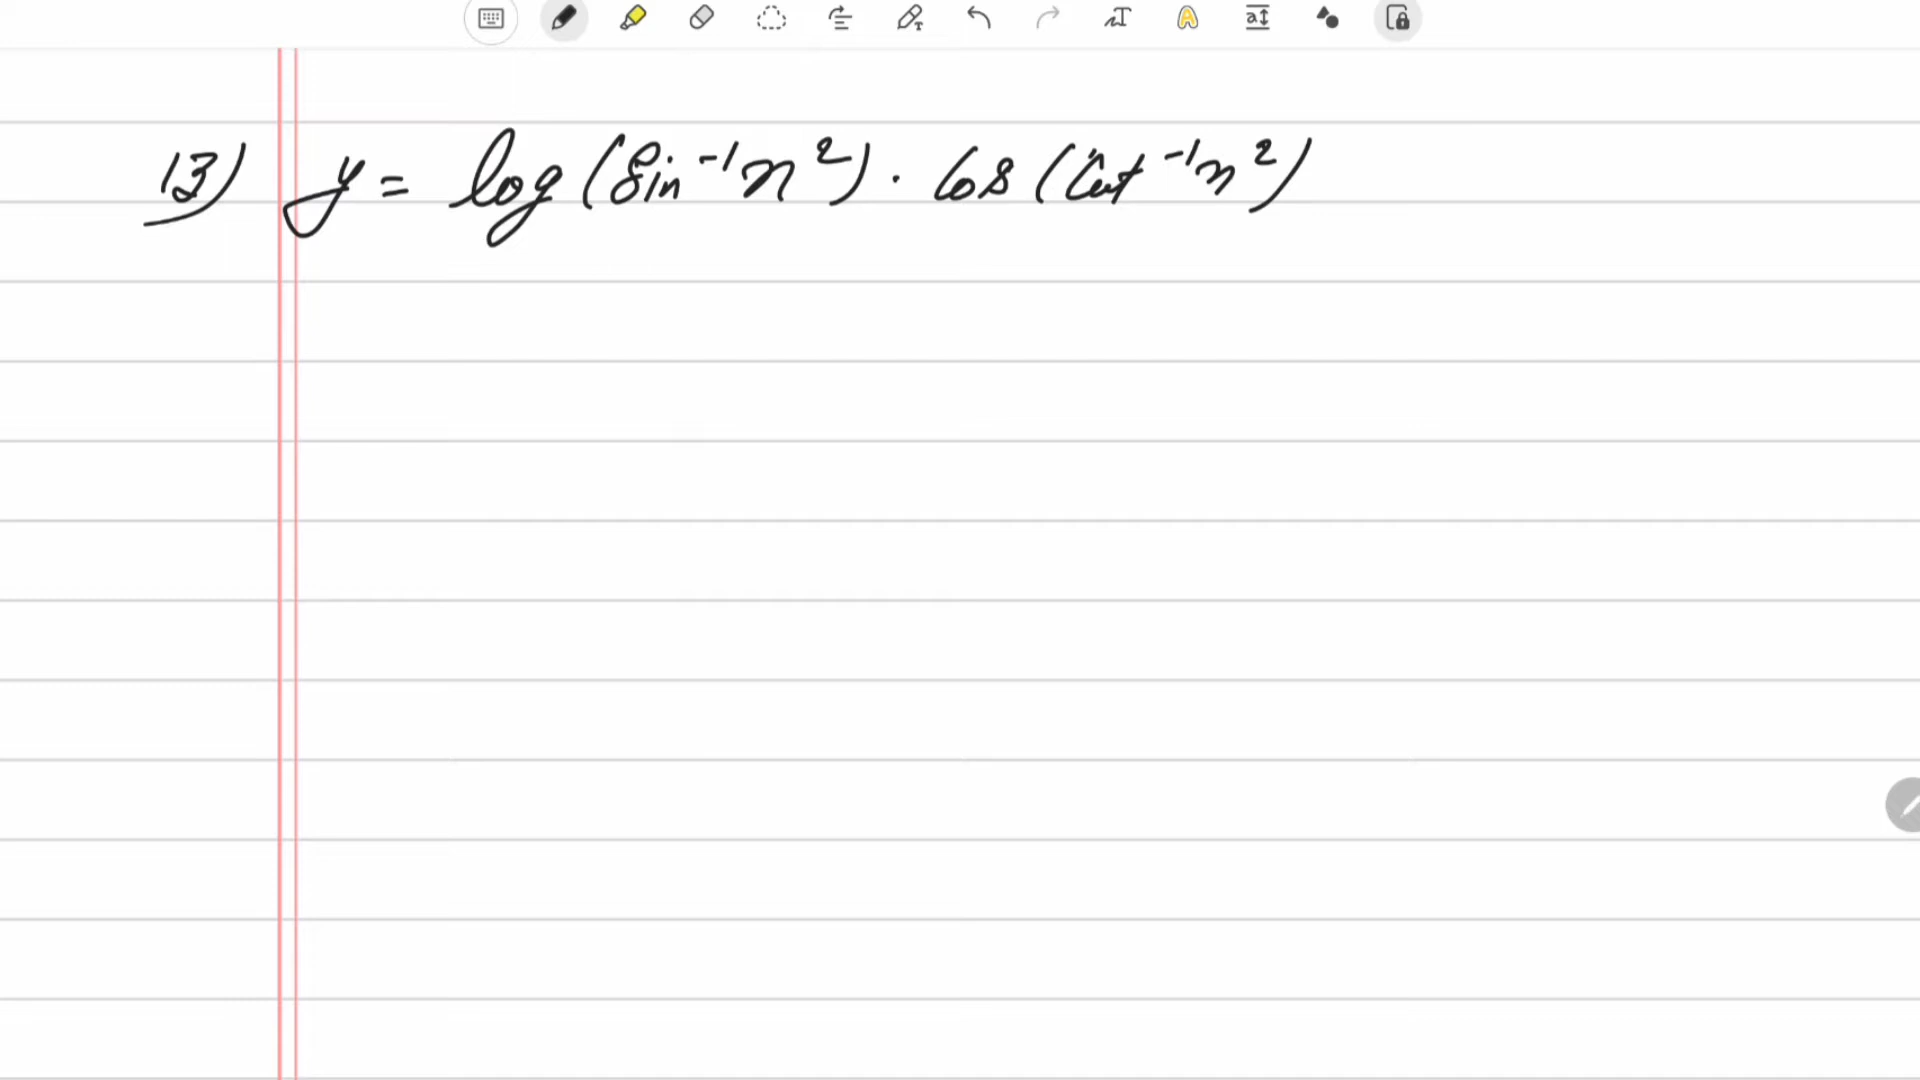 13) y = log (Sin⁻¹x²) · Cos (Cot⁻¹x²)